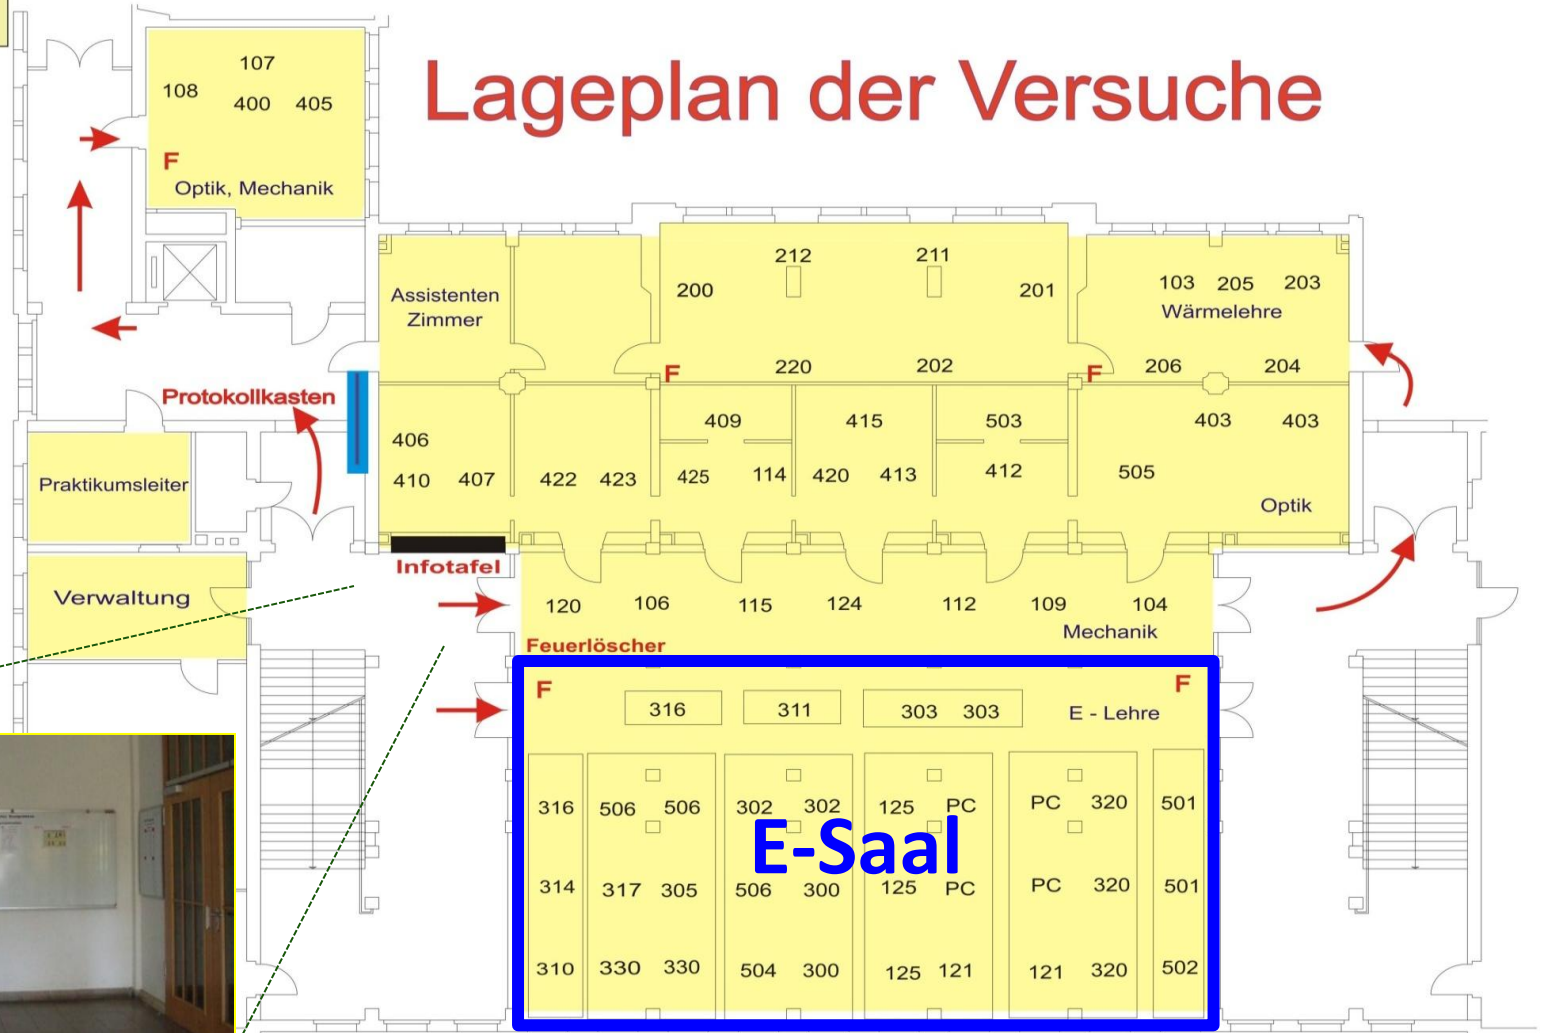 Lageplan der Versuche
107
108 400 405
F
Optik, Mechanik
Assistenten
Zimmer
212 211
200 201
220 202
F
103 205 203
Wärmelehre
206 204
F
Protokollkasten
406
410 407
422 423
409
425 114
415
420 413
503
412
403 403
505
Optik
Praktikumsleiter
Verwaltung
Infotafel
120 106 115 124 112 109 104
Mechanik
Feuerlöscher
F F
316 311 303 303 E - Lehre
316 506 506 302 302 125 PC PC 320 501
E-Saal
314 317 305 506 300 125 PC PC 320 501
310 330 330 504 300 125 121 121 320 502